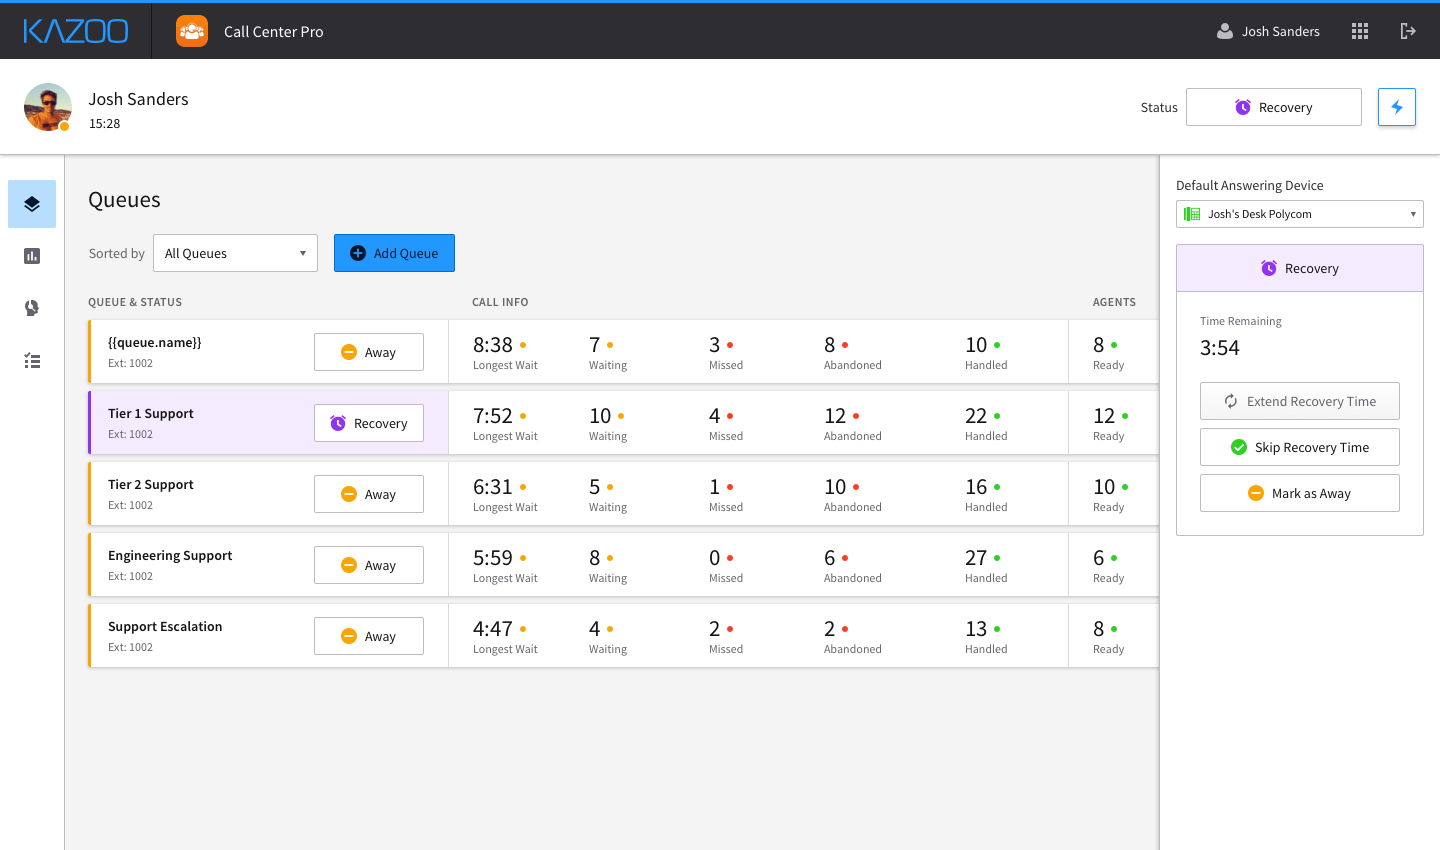 KAZOO
Call Center Pro
Josh Sanders
Josh Sanders
15:28
Status
Recovery
Queues
Sorted by
All Queues
Add Queue
QUEUE & STATUS
CALL INFO
AGENTS
{{queue.name}}
Ext: 1002
Away
8:38
Longest Wait
7
Waiting
3
Missed
8
Abandoned
10
Handled
8
Ready
Tier 1 Support
Ext: 1002
Recovery
7:52
Longest Wait
10
Waiting
4
Missed
12
Abandoned
22
Handled
12
Ready
Tier 2 Support
Ext: 1002
Away
6:31
Longest Wait
5
Waiting
1
Missed
10
Abandoned
16
Handled
10
Ready
Engineering Support
Ext: 1002
Away
5:59
Longest Wait
8
Waiting
0
Missed
6
Abandoned
27
Handled
6
Ready
Support Escalation
Ext: 1002
Away
4:47
Longest Wait
4
Waiting
2
Missed
2
Abandoned
13
Handled
8
Ready
Default Answering Device
Josh's Desk Polycom
Recovery
Time Remaining
3:54
Extend Recovery Time
Skip Recovery Time
Mark as Away